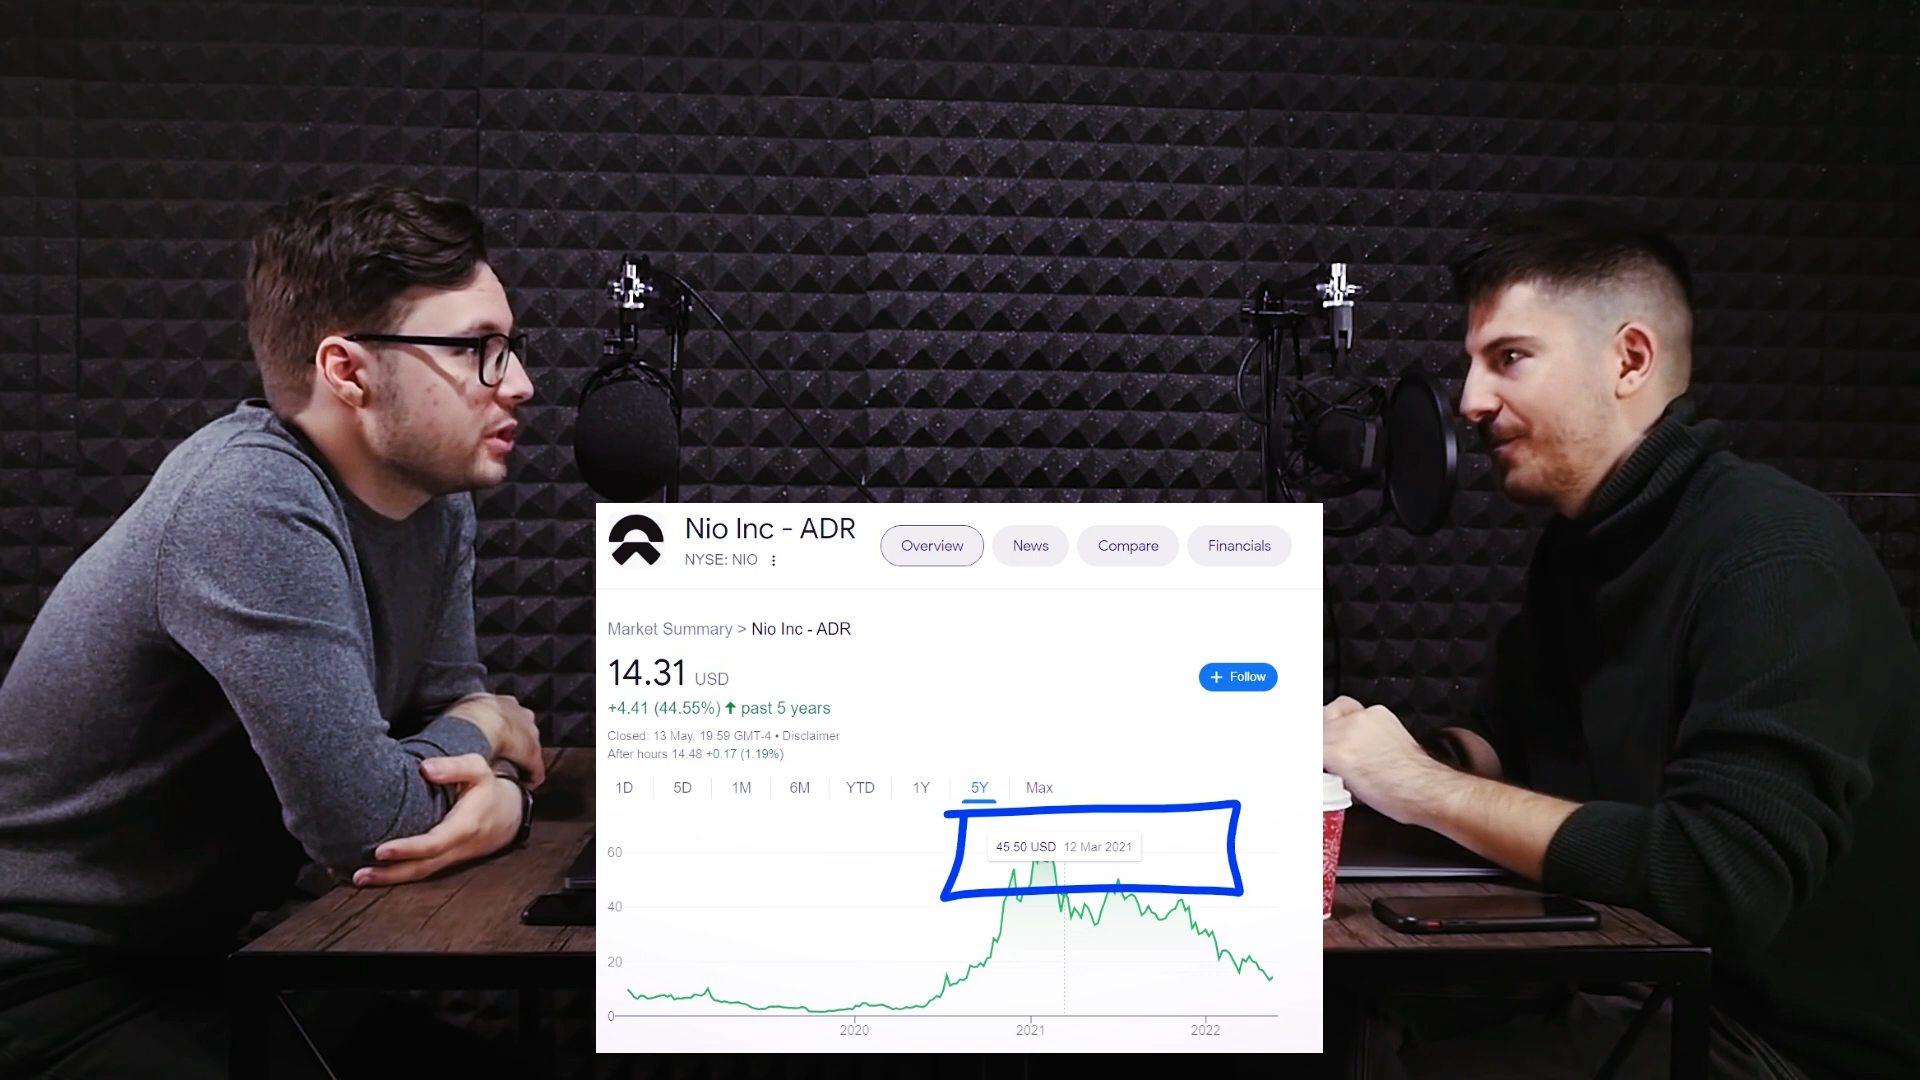 Nio Inc - ADR
NYSE: NIO
Overview
News
Compare
Financials
Market Summary > Nio Inc - ADR
14.31 USD
+ Follow
+4.41 (44.55%) ↑ past 5 years
Closed: 13 May, 19:59 GMT-4 • Disclaimer
After hours 14.48 +0.17 (1.19%)
1D 5D 1M 6M YTD 1Y 5Y Max
45.50 USD 12 Mar 2021
60
40
20
0
2020 2021 2022